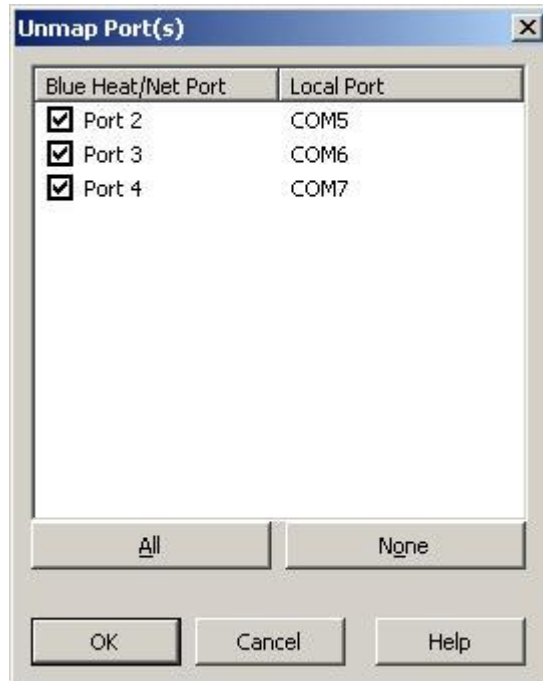 Unmap Port(s)
Blue Heat/Net Port Local Port
Port 2 COM5
Port 3 COM6
Port 4 COM7
All None
OK Cancel Help